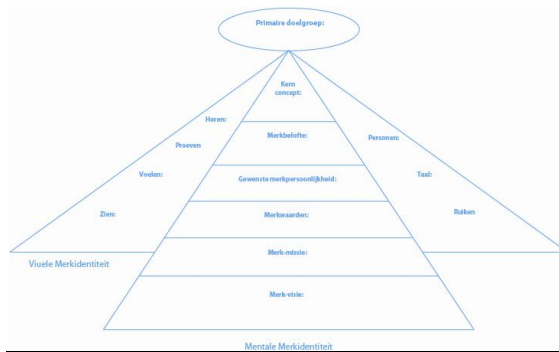 Primaire doelgroep:
Kern
concept:
Horen:
Merkbelofte:
Personen:
Proeven
Voelen:
Gewenste merkpersoonlijkheid:
Taal:
Zien:
Merkwaarden:
Ruiken
Merk-missie:
Viuele Merkidentiteit
Merk-visie:
Mentale Merkidentiteit